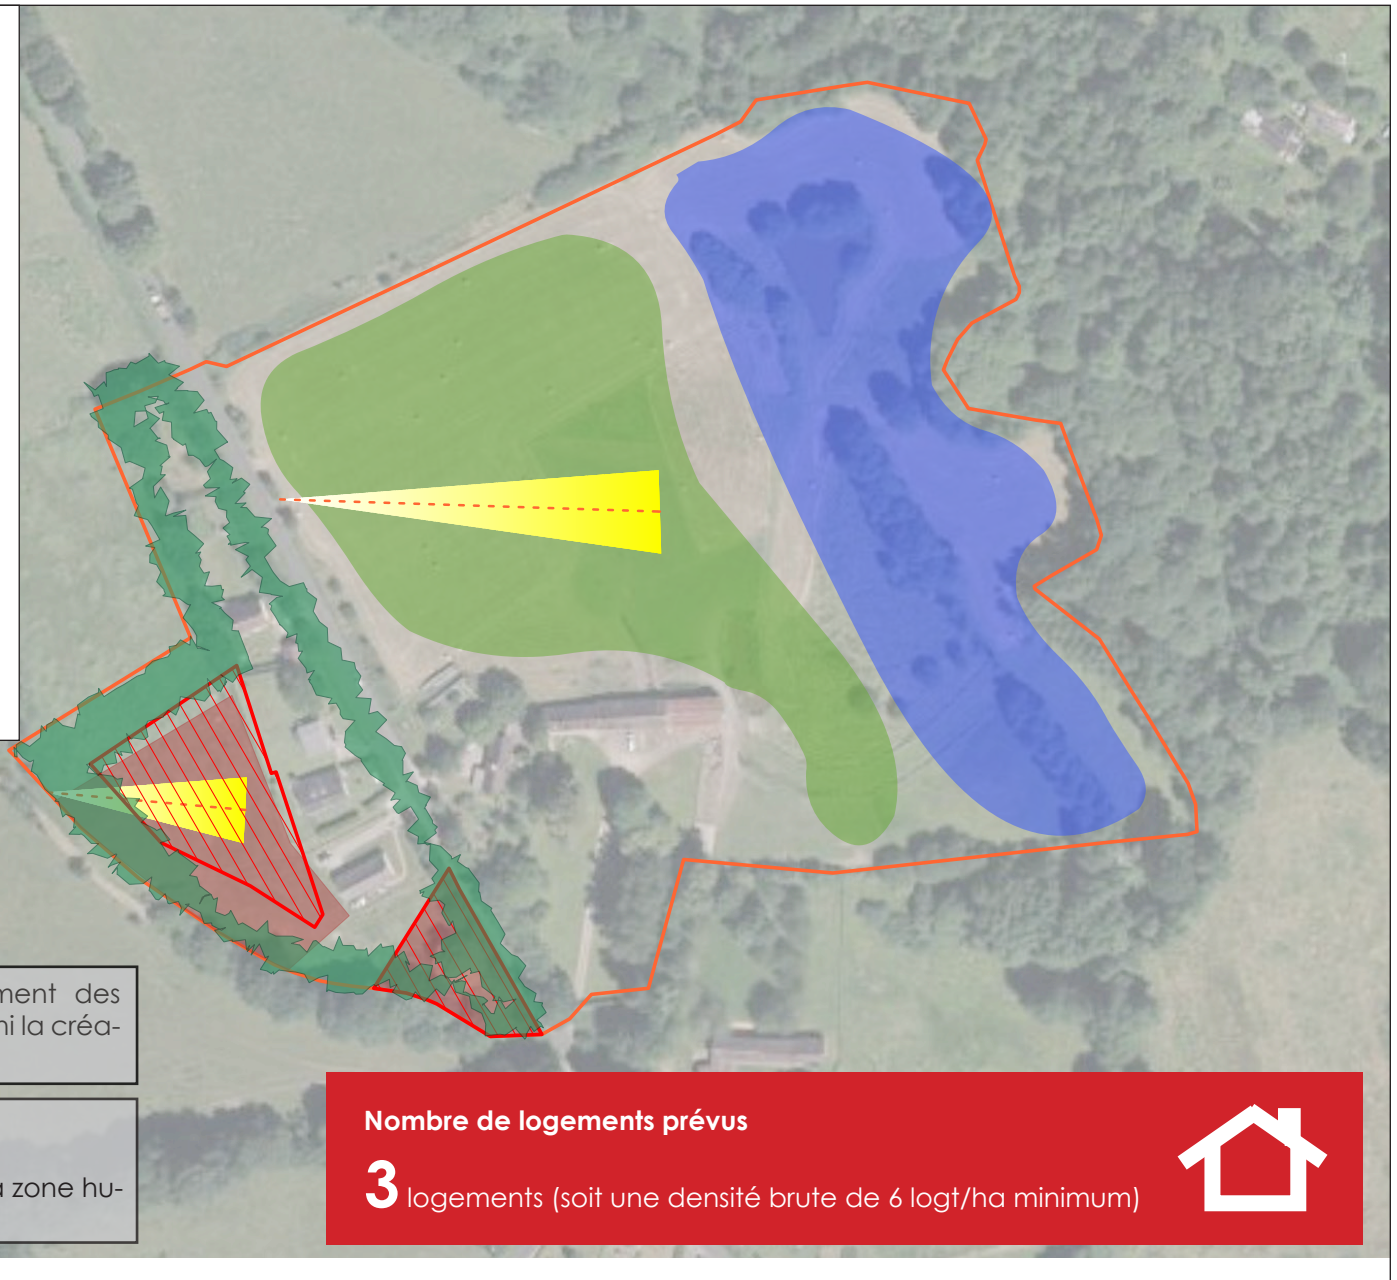 ment des
ni la créa-
a zone hu-
Nombre de logements prévus
3 logements (soit une densité brute de 6 logt/ha minimum)